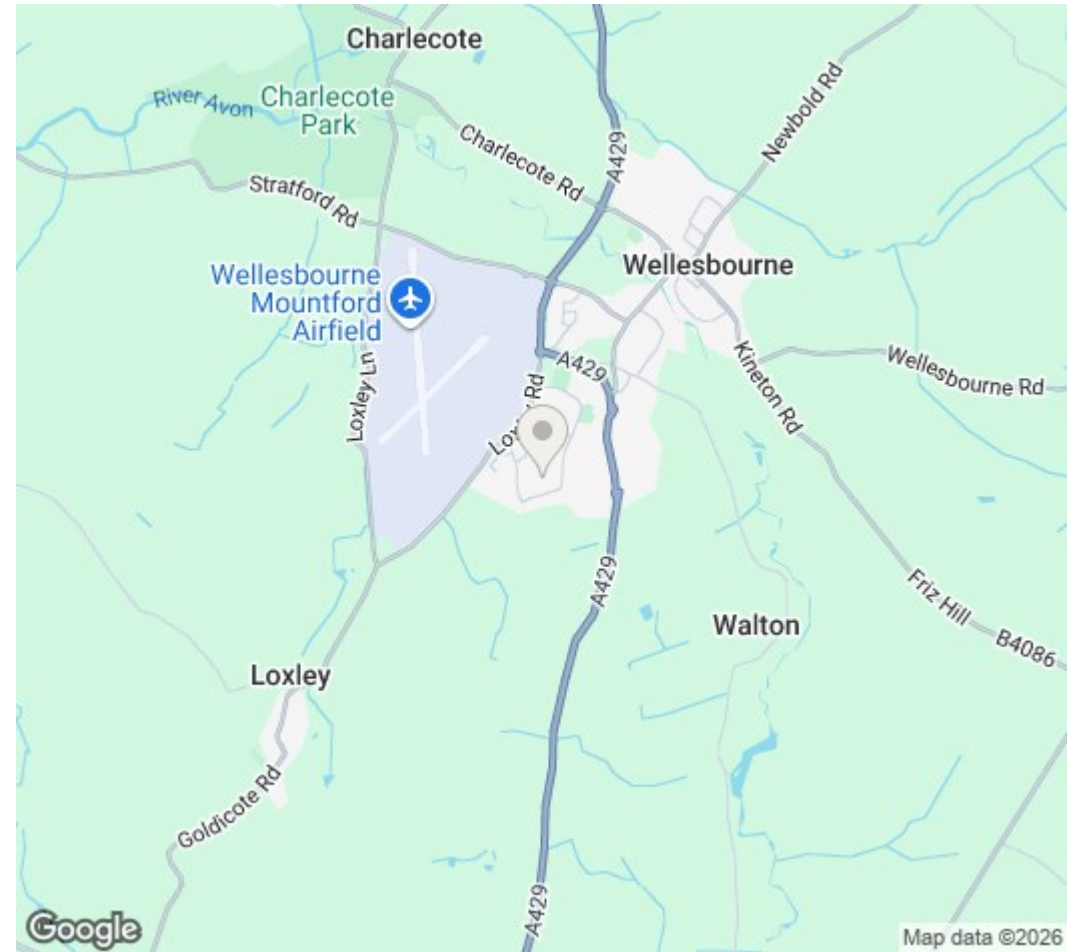 Charlecote
River Avon
Charlecote
Park
Charlecote Rd
A429
Newbold Rd
Stratford Rd
Wellesbourne
Mountford
Airfield
Wellesbourne
Loxley Ln
A429
Kineton Rd
Wellesbourne Rd
A429
Friz Hill
B4086
Walton
Loxley
Goldicote Rd
A429
Google
Map data ©2026